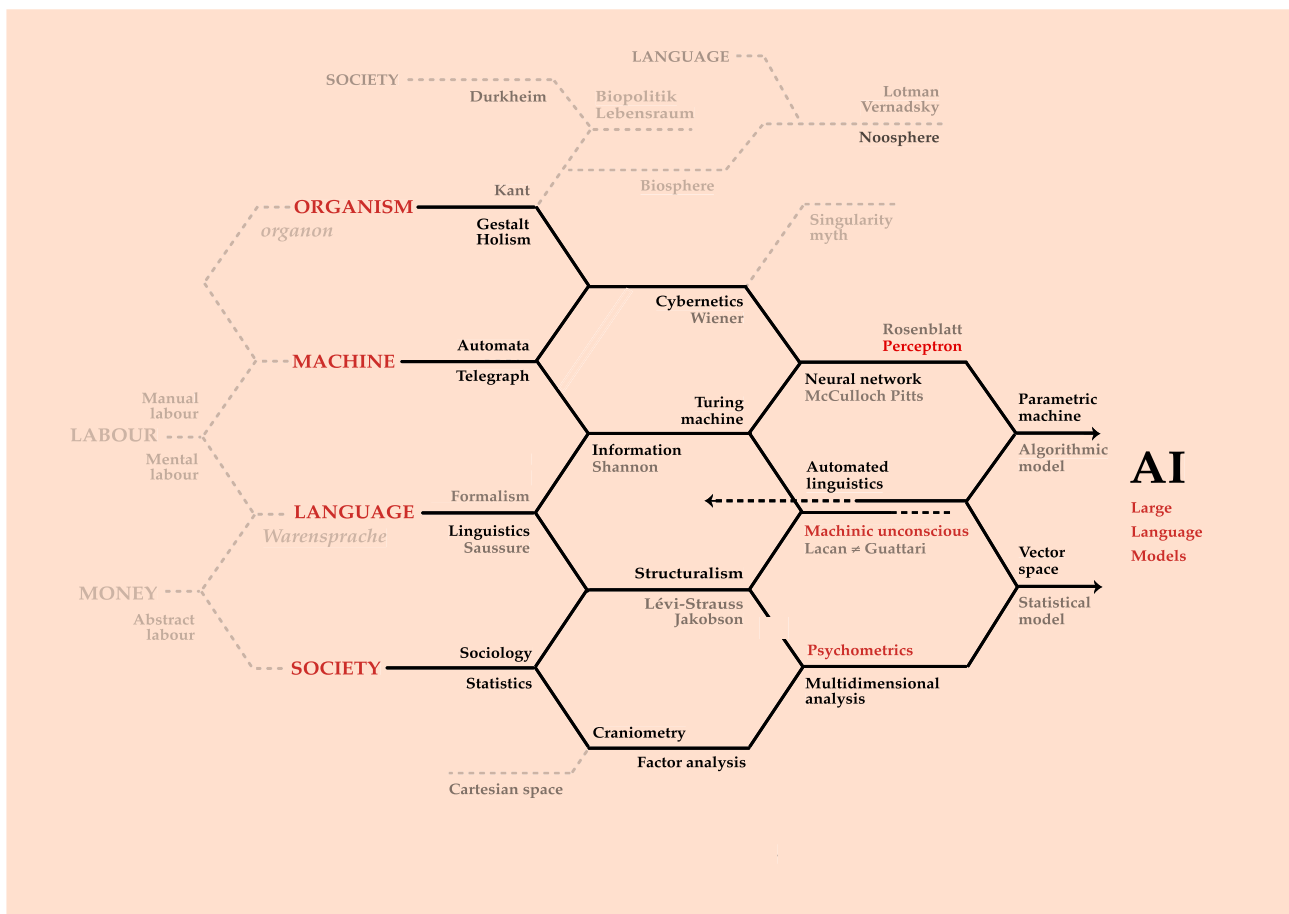 LANGUAGE
SOCIETY
Durkheim
Biopolitik
Lebensraum
Lotman
Vernadsky
Noosphere
Biosphere
Kant
ORGANISM
organon
Gestalt
Holism
Singularity
myth
Cybernetics
Wiener
Rosenblatt
Perceptron
Automata
MACHINE
Telegraph
Neural network
McCulloch Pitts
Manual
labour
LABOUR
Mental
labour
Turing
machine
Parametric
machine
Information
Shannon
Algorithmic
model
AI
Large
Language
Models
Automated
linguistics
Formalism
LANGUAGE
Warensprache
Linguistics
Saussure
Machinic unconscious
Lacan ≠ Guattari
Vector
space
Structuralism
Lévi-Strauss
Jakobson
Statistical
model
MONEY
Abstract
labour
Sociology
SOCIETY
Statistics
Psychometrics
Multidimensional
analysis
Craniometry
Factor analysis
Cartesian space